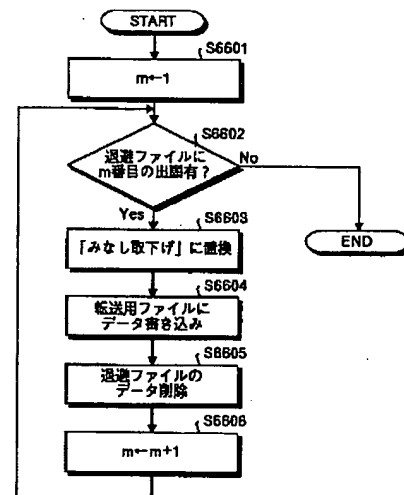 START
S6601
m←1
S6602
退避ファイルに
m番目の出願有?
No
Yes
S6603
END
「みなし取下げ」に置換
S6604
転送用ファイルに
データ書き込み
S6605
退避ファイルの
データ削除
S6606
m←m+1